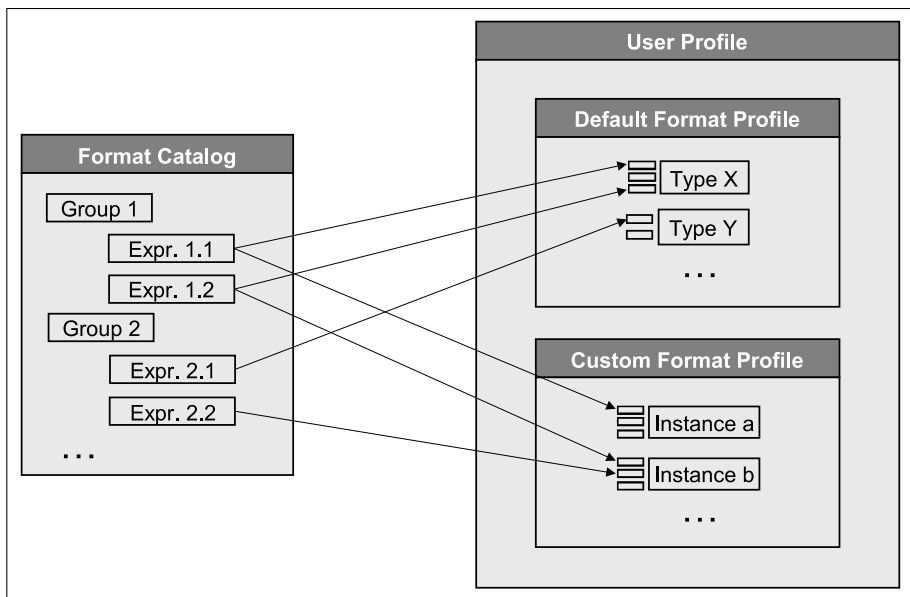 Format Catalog
Group 1
Expr. 1.1
Expr. 1.2
Group 2
Expr. 2.1
Expr. 2.2
...
User Profile
Default Format Profile
Type X
Type Y
...
Custom Format Profile
Instance a
Instance b
...